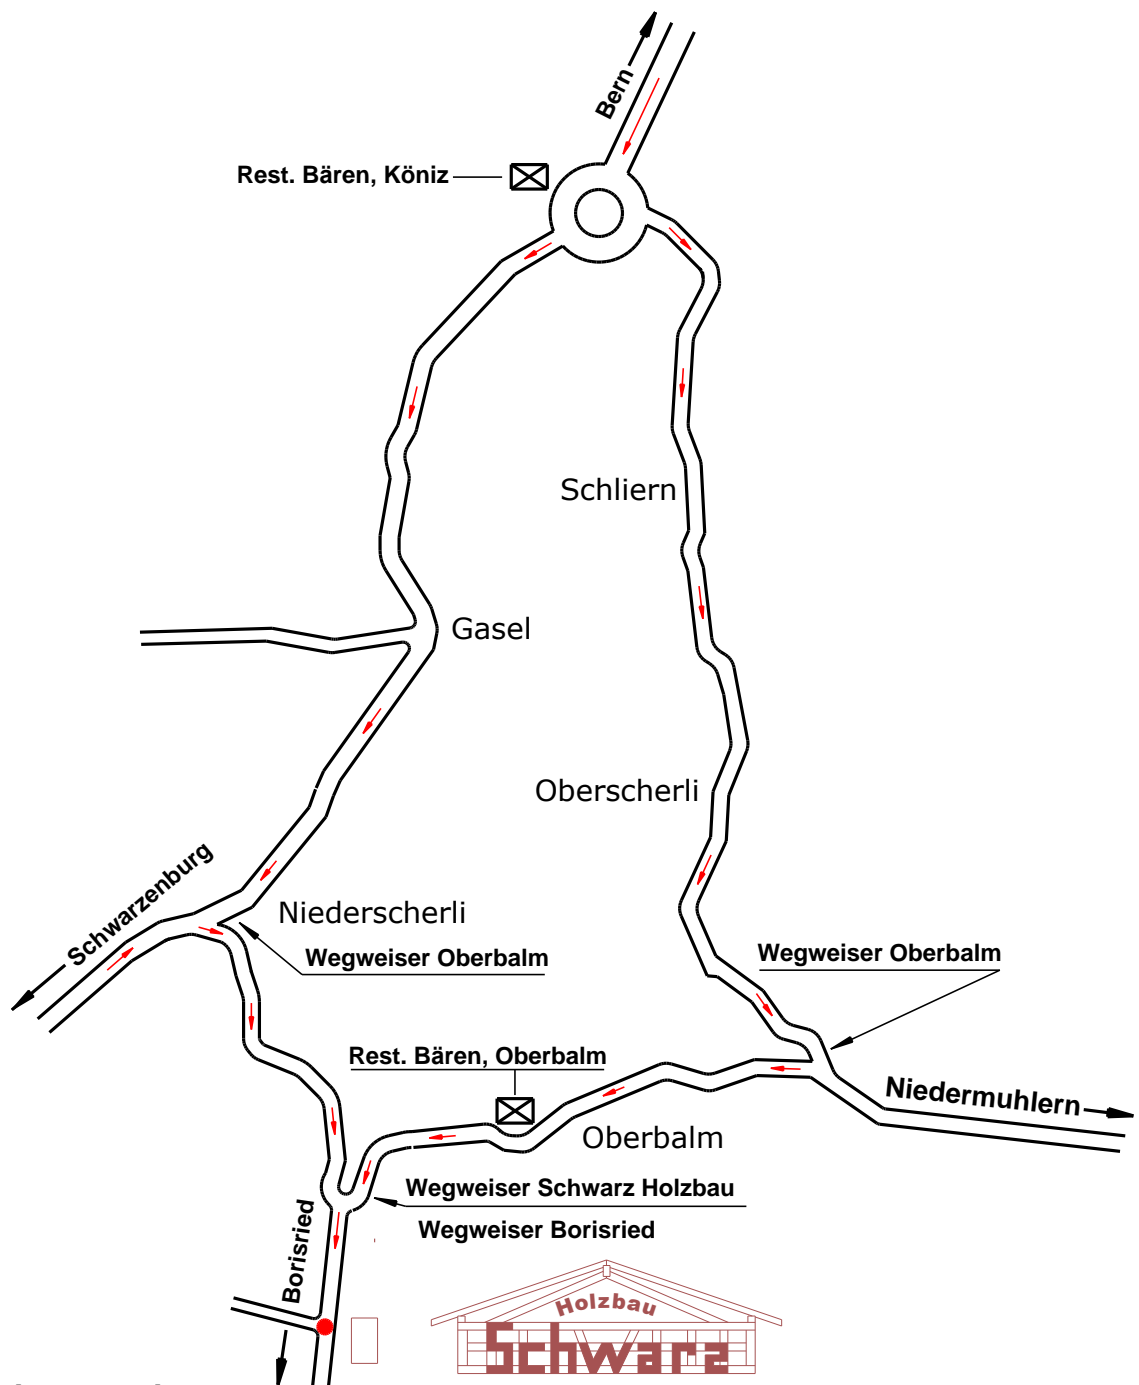 Bern
Rest. Bären, Köniz
Schliern
Gasel
Oberscherli
Schwarzenburg
Niederscherli
Wegweiser Oberbalm
Wegweiser Oberbalm
Rest. Bären, Oberbalm
Niedermuhlern
Oberbalm
Wegweiser Schwarz Holzbau
Wegweiser Borisried
Borisried
Holzbau
Schwarz